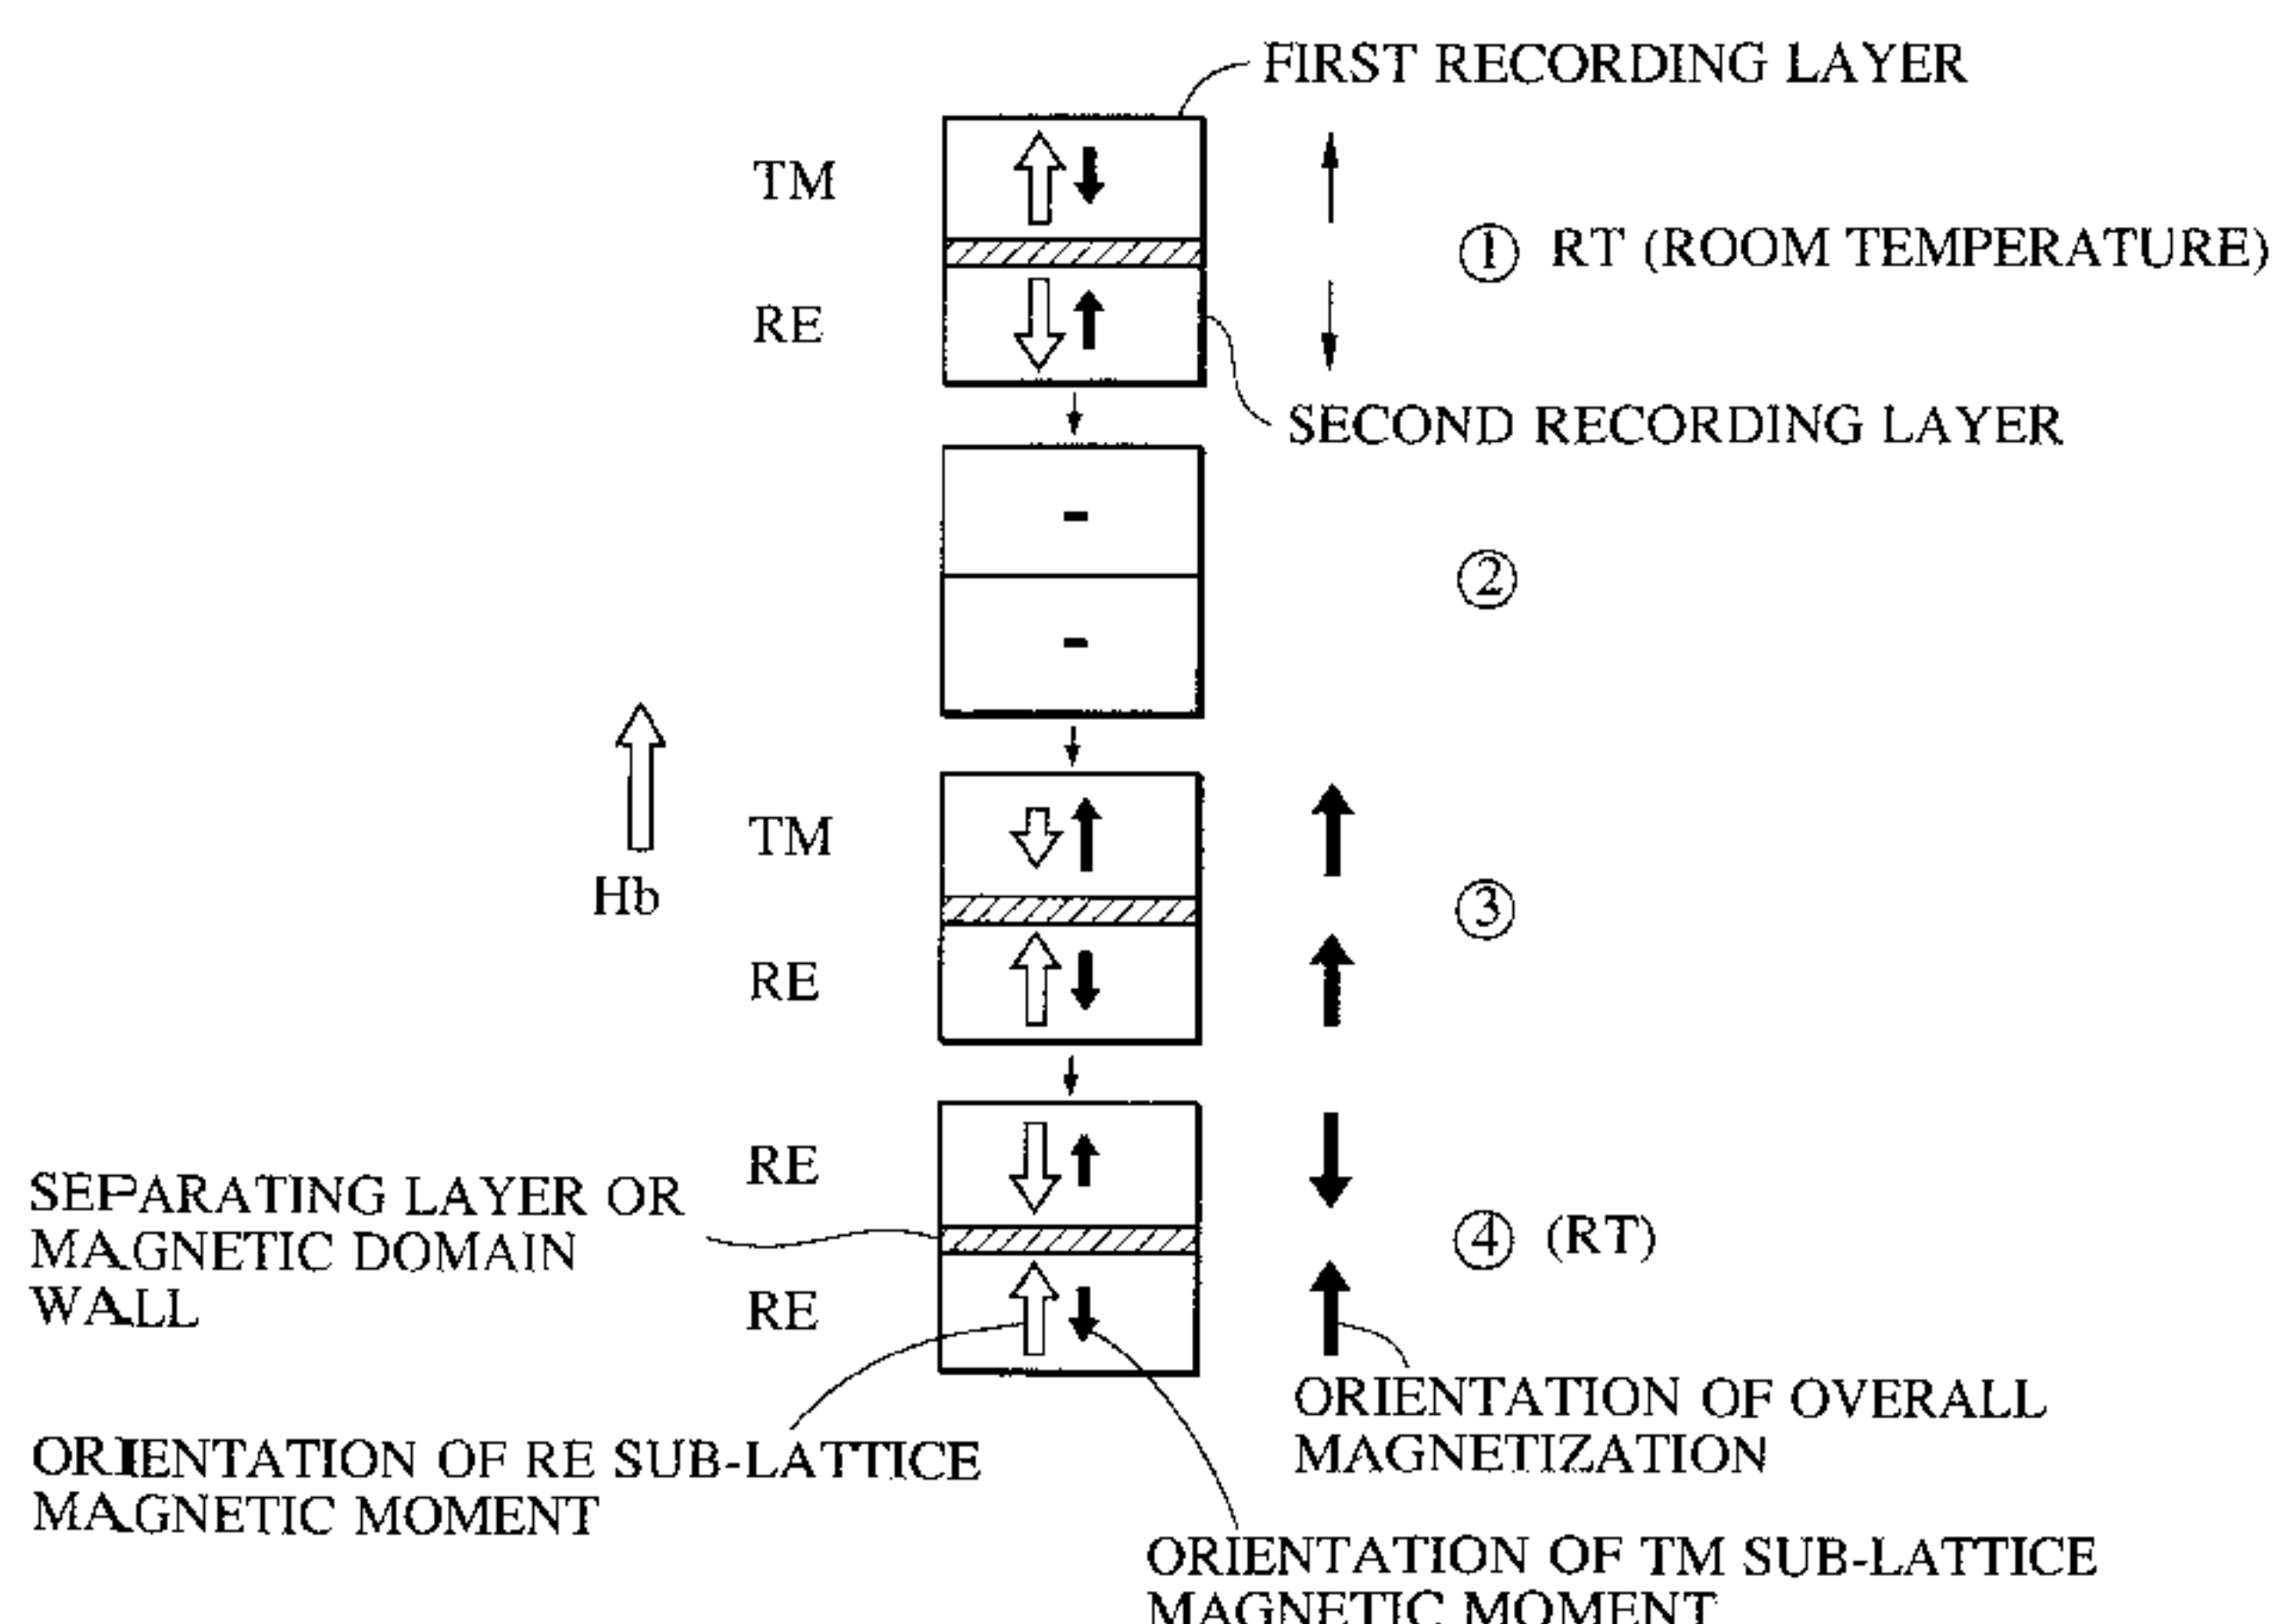 FIRST RECORDING LAYER
TM
① RT (ROOM TEMPERATURE)
RE
SECOND RECORDING LAYER
-
②
-
Hb
TM
③
RE
RE
SEPARATING LAYER OR
MAGNETIC DOMAIN
WALL
④ (RT)
RE
ORIENTATION OF OVERALL
MAGNETIZATION
ORIENTATION OF RE SUB-LATTICE
MAGNETIC MOMENT
ORIENTATION OF TM SUB-LATTICE
MAGNETIC MOMENT